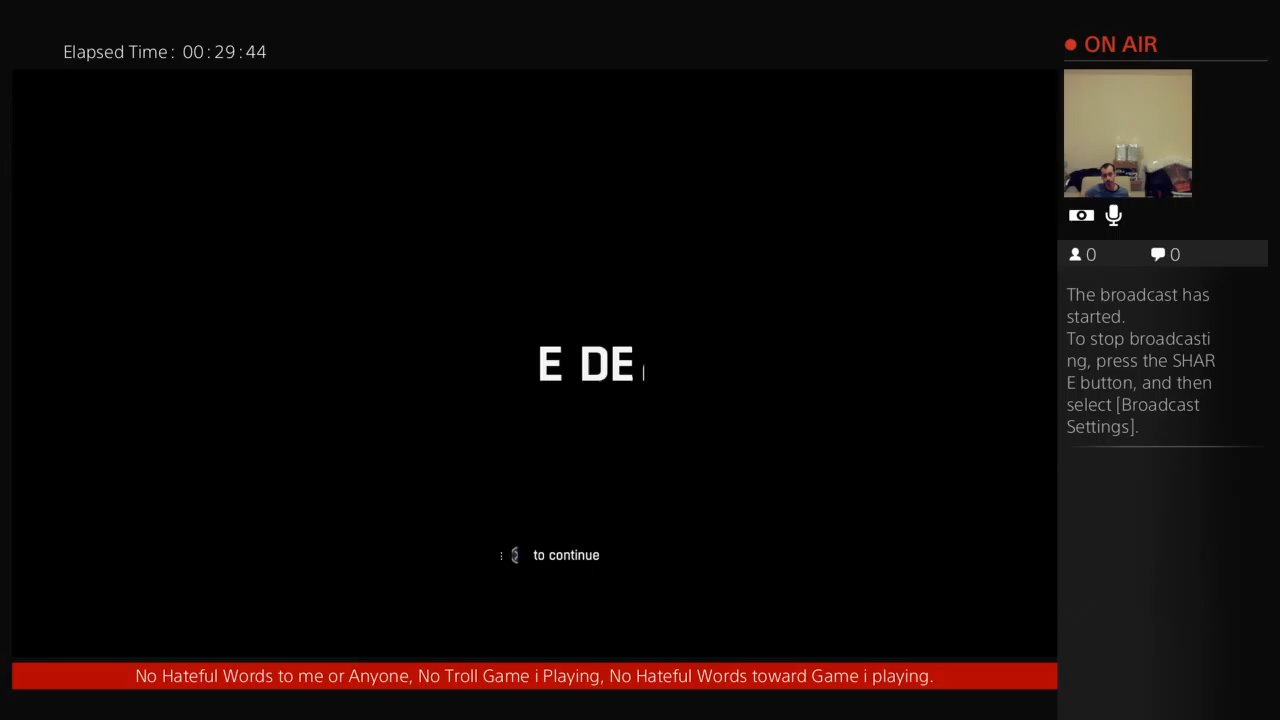 Elapsed Time: 00:29:44
ON AIR
0 0
The broadcast has
started.
To stop broadcasti
ng, press the SHAR
E button, and then
select [Broadcast
Settings].
E DE
to continue
No Hateful Words to me or Anyone, No Troll Game i Playing, No Hateful Words toward Game i playing.